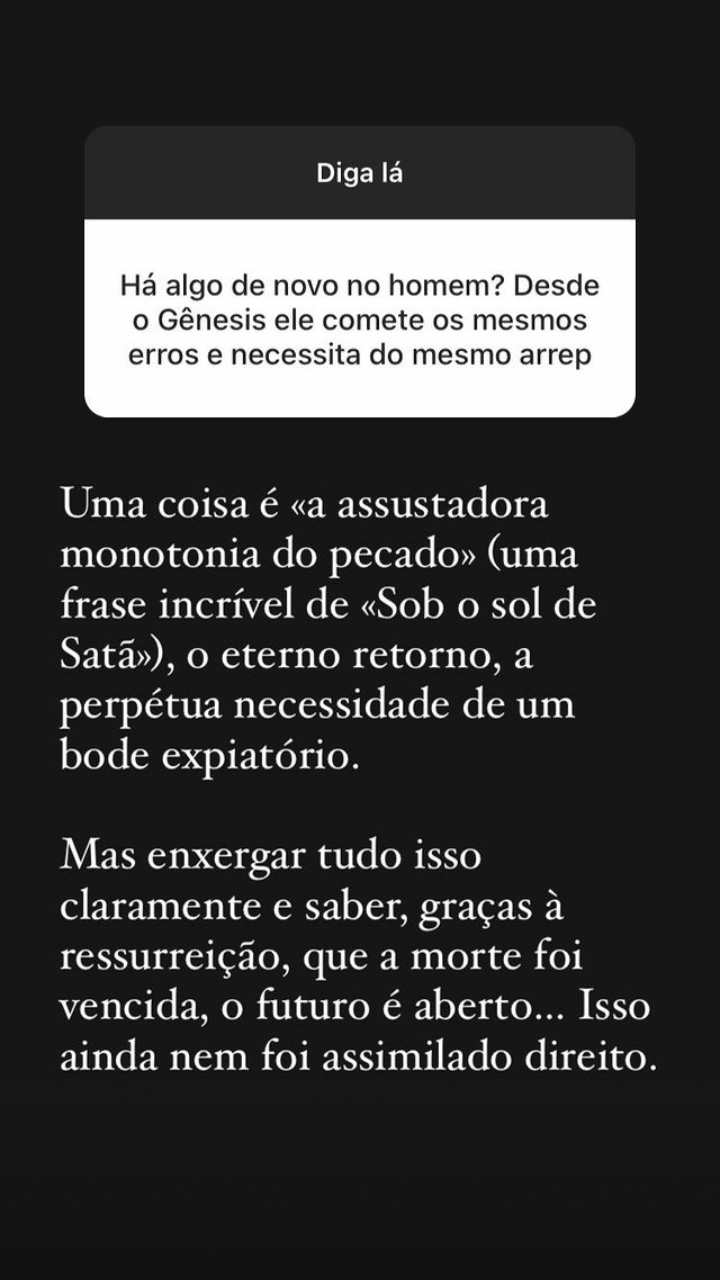 Diga lá
Há algo de novo no homem? Desde
o Gênesis ele comete os mesmos
erros e necessita do mesmo arrep
Uma coisa é «a assustadora
monotonia do pecado» (uma
frase incrível de «Sob o sol de
Satã»), o eterno retorno, a
perpétua necessidade de um
bode expiatório.
Mas enxergar tudo isso
claramente e saber, graças à
ressurreição, que a morte foi
vencida, o futuro é aberto... Isso
ainda nem foi assimilado direito.